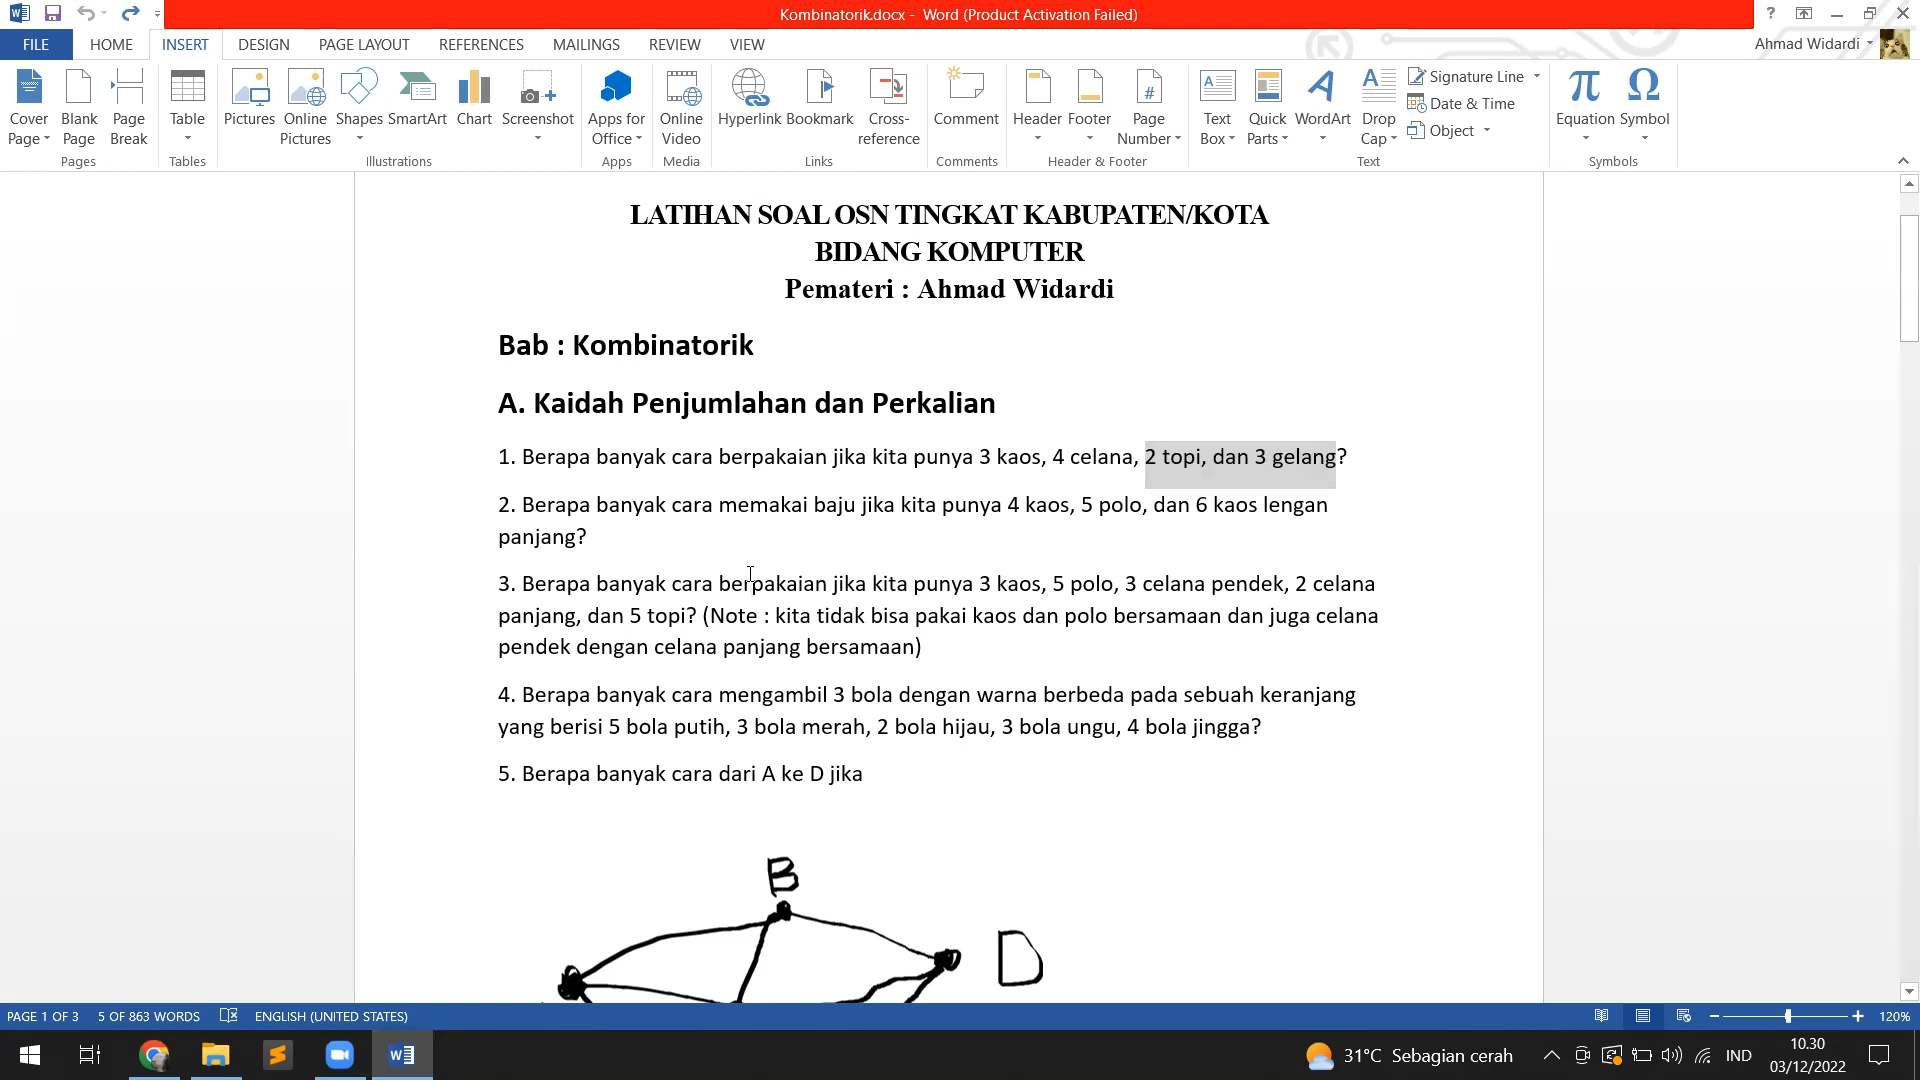 Kombinatorik.docx - Word (Product Activation Failed)
FILE HOME INSERT DESIGN PAGE LAYOUT REFERENCES MAILINGS REVIEW VIEW
Ahmad Widardi
Cover Page
Blank Page
Page Break
Table
Pictures
Online Pictures
Shapes
SmartArt
Chart
Screenshot
Apps for Office
Online Video
Hyperlink
Bookmark
Cross-reference
Comment
Header
Footer
Page Number
Text Box
Quick Parts
WordArt
Drop Cap
Signature Line
Date & Time
Object
Equation
Symbol
Pages Tables Illustrations Apps Media Links Comments Header & Footer Text Symbols
LATIHAN SOAL OSN TINGKAT KABUPATEN/KOTA
BIDANG KOMPUTER
Pemateri : Ahmad Widardi
Bab : Kombinatorik
A. Kaidah Penjumlahan dan Perkalian
1. Berapa banyak cara berpakaian jika kita punya 3 kaos, 4 celana, 2 topi, dan 3 gelang?
2. Berapa banyak cara memakai baju jika kita punya 4 kaos, 5 polo, dan 6 kaos lengan
panjang?
3. Berapa banyak cara berpakaian jika kita punya 3 kaos, 5 polo, 3 celana pendek, 2 celana
panjang, dan 5 topi? (Note : kita tidak bisa pakai kaos dan polo bersamaan dan juga celana
pendek dengan celana panjang bersamaan)
4. Berapa banyak cara mengambil 3 bola dengan warna berbeda pada sebuah keranjang
yang berisi 5 bola putih, 3 bola merah, 2 bola hijau, 3 bola ungu, 4 bola jingga?
5. Berapa banyak cara dari A ke D jika
B
D
PAGE 1 OF 3 5 OF 863 WORDS ENGLISH (UNITED STATES) 120%
31°C Sebagian cerah IND
10.30
03/12/2022